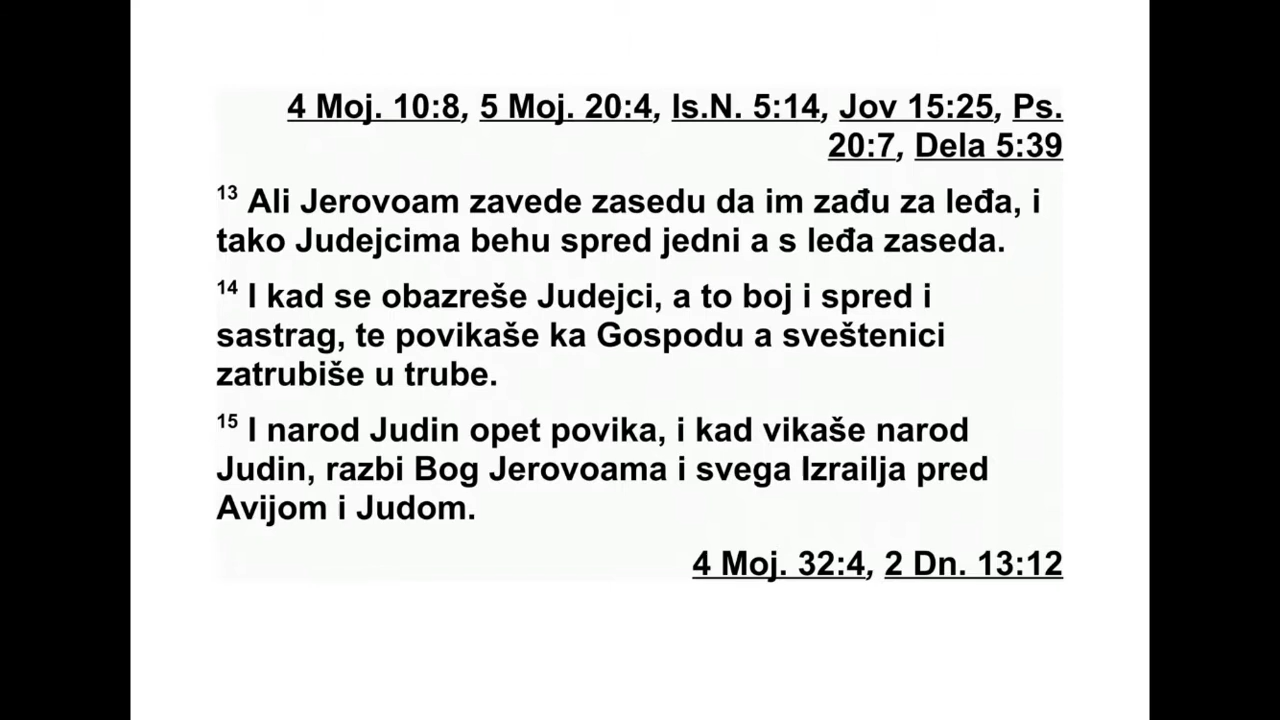 4 Moj. 10:8, 5 Moj. 20:4, Is.N. 5:14, Jov 15:25, Ps.
20:7, Dela 5:39
13 Ali Jerovoam zavede zasedu da im zađu za leđa, i
tako Judejcima behu spred jedni a s leđa zaseda.
14 I kad se obazreše Judejci, a to boj i spred i
sastrag, te povikaše ka Gospodu a sveštenici
zatrubiše u trube.
15 I narod Judin opet povika, i kad vikaše narod
Judin, razbi Bog Jerovoama i svega Izrailja pred
Avijom i Judom.
4 Moj. 32:4, 2 Dn. 13:12